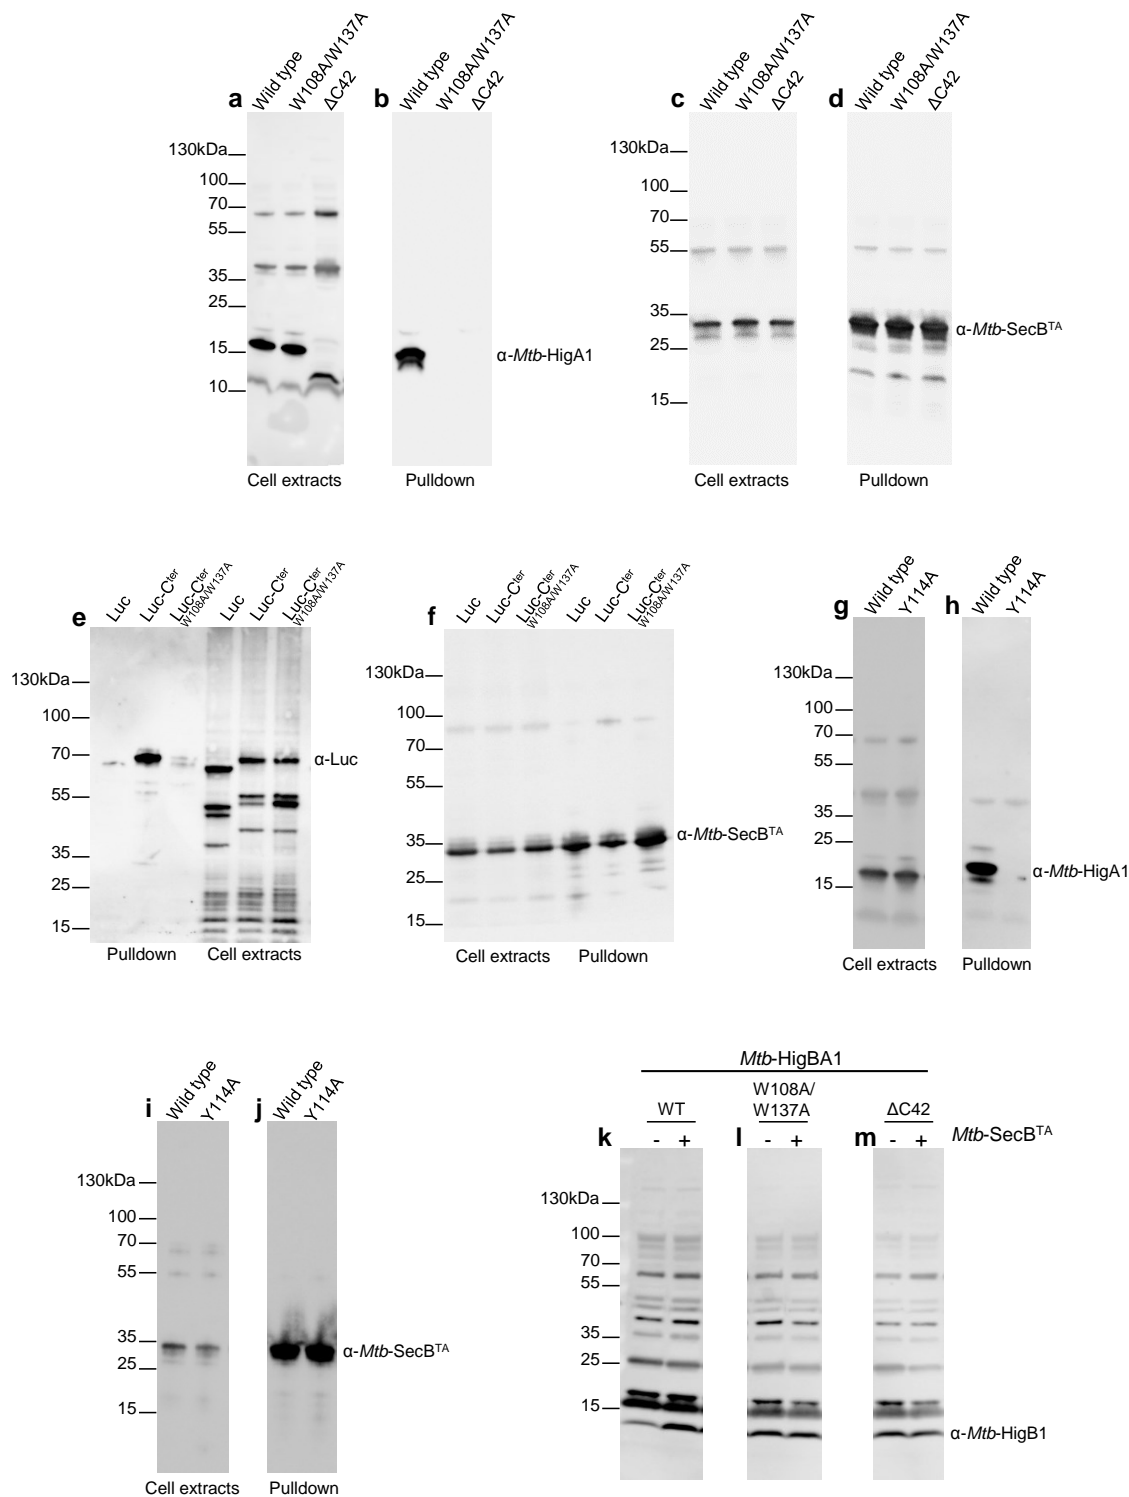 a Wild type W108A/W137A ΔC42
b Wild type W108A/W137A ΔC42
c Wild type W108A/W137A ΔC42
d Wild type W108A/W137A ΔC42
130kDa
100
70
55
35
25
15
10
α-Mtb-HigA1
Cell extracts
Pulldown
130kDa
100
70
55
35
25
15
α-Mtb-SecBTA
Cell extracts
Pulldown
e Luc Luc-Cter Luc-Cter W108A/W137A Luc Luc-Cter Luc-Cter W108A/W137A
f Luc Luc-Cter Luc-Cter W108A/W137A Luc Luc-Cter Luc-Cter W108A/W137A
g Wild type Y114A
h Wild type Y114A
130kDa
100
70
55
35
25
15
α-Luc
Pulldown
Cell extracts
130kDa
100
70
55
35
25
15
α-Mtb-SecBTA
Cell extracts
Pulldown
130kDa
100
70
55
35
25
15
α-Mtb-HigA1
Cell extracts
Pulldown
i Wild type Y114A
j Wild type Y114A
130kDa
100
70
55
35
25
15
α-Mtb-SecBTA
Cell extracts
Pulldown
Mtb-HigBA1
WT
W108A/
W137A
ΔC42
k - +
l - +
m - +
Mtb-SecBTA
130kDa
100
70
55
35
25
15
α-Mtb-HigB1